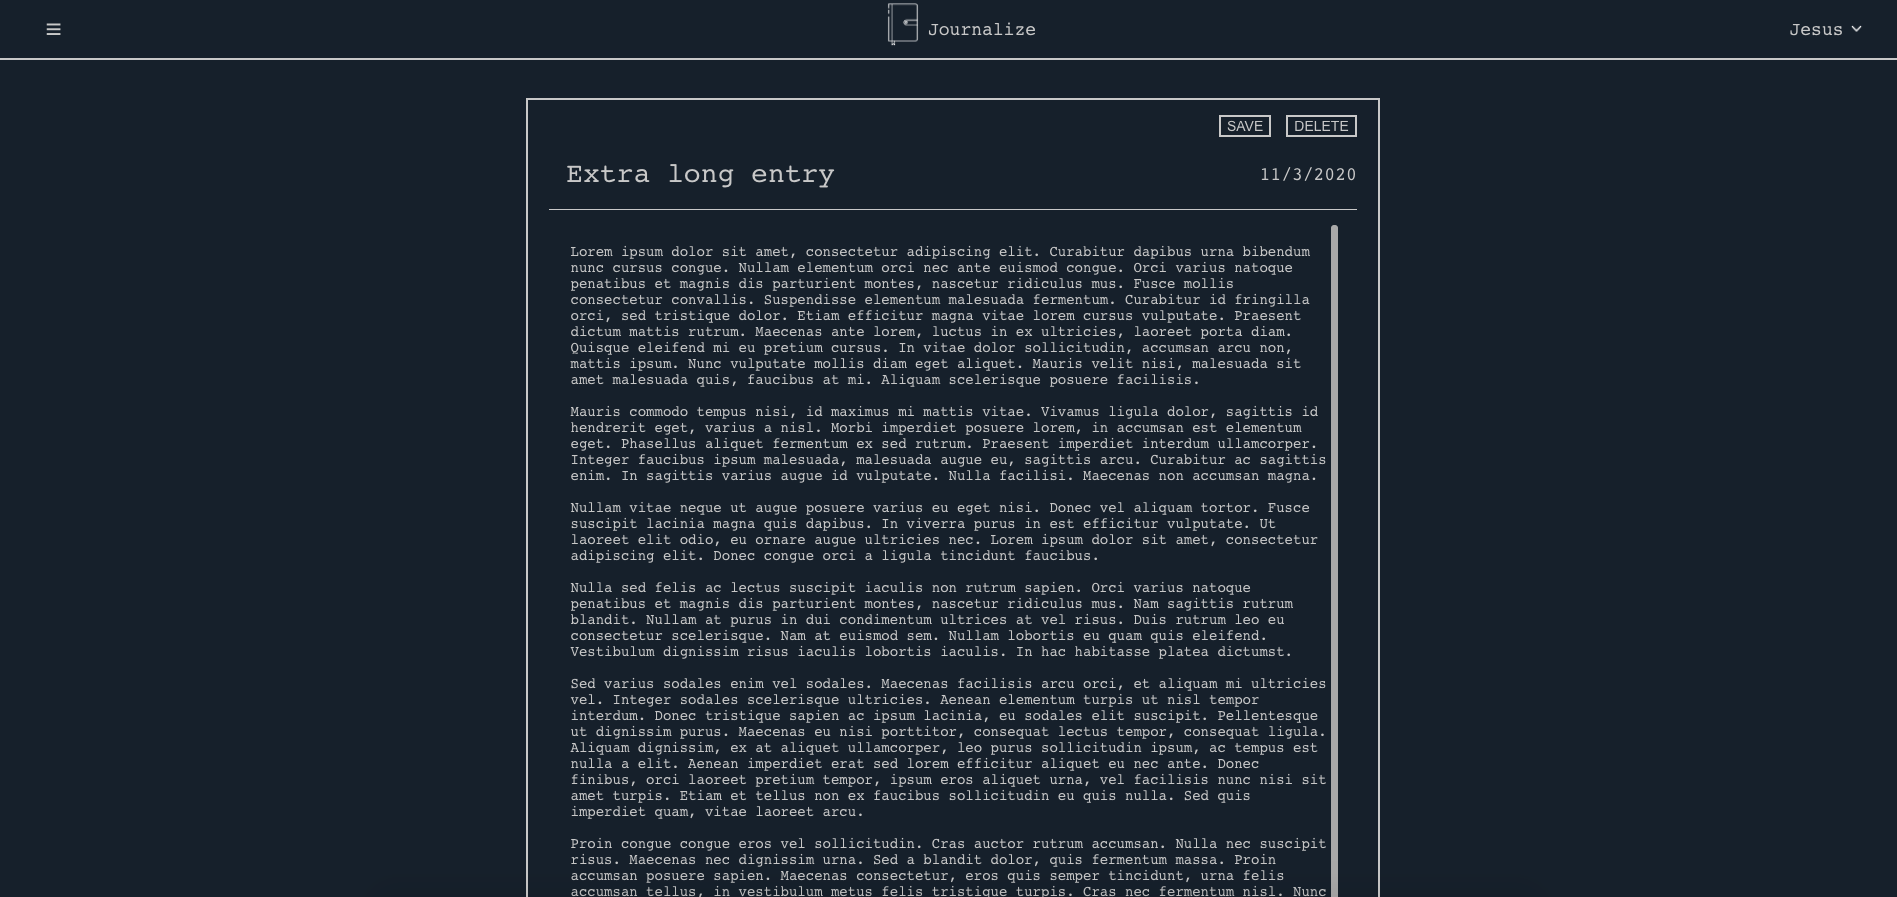 Journalize
Jesus
SAVE DELETE
Extra long entry
11/3/2020
Lorem ipsum dolor sit amet, consectetur adipiscing elit. Curabitur dapibus urna bibendum
nunc cursus congue. Nullam elementum orci nec ante euismod congue. Orci varius natoque
penatibus et magnis dis parturient montes, nascetur ridiculus mus. Fusce mollis
consectetur convallis. Suspendisse elementum malesuada fermentum. Curabitur id fringilla
orci, sed tristique dolor. Etiam efficitur magna vitae lorem cursus vulputate. Praesent
dictum mattis rutrum. Maecenas ante lorem, luctus in ex ultricies, laoreet porta diam.
Quisque eleifend mi eu pretium cursus. In vitae dolor sollicitudin, accumsan arcu non,
mattis ipsum. Nunc vulputate mollis diam eget aliquet. Mauris velit nisi, malesuada sit
amet malesuada quis, faucibus at mi. Aliquam scelerisque posuere facilisis.
Mauris commodo tempus nisi, id maximus mi mattis vitae. Vivamus ligula dolor, sagittis id
hendrerit eget, varius a nisl. Morbi imperdiet posuere lorem, in accumsan est elementum
eget. Phasellus aliquet fermentum ex sed rutrum. Praesent imperdiet interdum ullamcorper.
Integer faucibus ipsum malesuada, malesuada augue eu, sagittis arcu. Curabitur ac sagittis
enim. In sagittis varius augue id vulputate. Nulla facilisi. Maecenas non accumsan magna.
Nullam vitae neque ut augue posuere varius eu eget nisi. Donec vel aliquam tortor. Fusce
suscipit lacinia magna quis dapibus. In viverra purus in est efficitur vulputate. Ut
laoreet elit odio, eu ornare augue ultricies nec. Lorem ipsum dolor sit amet, consectetur
adipiscing elit. Donec congue orci a ligula tincidunt faucibus.
Nulla sed felis ac lectus suscipit iaculis non rutrum sapien. Orci varius natoque
penatibus et magnis dis parturient montes, nascetur ridiculus mus. Nam sagittis rutrum
blandit. Nullam at purus in dui condimentum ultrices at vel risus. Duis rutrum leo eu
consectetur scelerisque. Nam at euismod sem. Nullam lobortis eu quam quis eleifend.
Vestibulum dignissim risus iaculis lobortis iaculis. In hac habitasse platea dictumst.
Sed varius sodales enim vel sodales. Maecenas facilisis arcu orci, et aliquam mi ultricies
vel. Integer sodales scelerisque ultricies. Aenean elementum turpis ut nisl tempor
interdum. Donec tristique sapien ac ipsum lacinia, eu sodales elit suscipit. Pellentesque
ut dignissim purus. Maecenas eu nisi porttitor, consequat lectus tempor, consequat ligula.
Aliquam dignissim, ex at aliquet ullamcorper, leo purus sollicitudin ipsum, ac tempus est
nulla a elit. Aenean imperdiet erat sed lorem efficitur aliquet eu nec ante. Donec
finibus, orci laoreet pretium tempor, ipsum eros aliquet urna, vel facilisis nunc nisi sit
amet turpis. Etiam et tellus non ex faucibus sollicitudin eu quis nulla. Sed quis
imperdiet quam, vitae laoreet arcu.
Proin congue congue eros vel sollicitudin. Cras auctor rutrum accumsan. Nulla nec suscipit
risus. Maecenas nec dignissim urna. Sed a blandit dolor, quis fermentum massa. Proin
accumsan posuere sapien. Maecenas consectetur, eros quis semper tincidunt, urna felis
accumsan tellus, in vestibulum metus felis tristique turpis. Cras nec fermentum nisl. Nunc